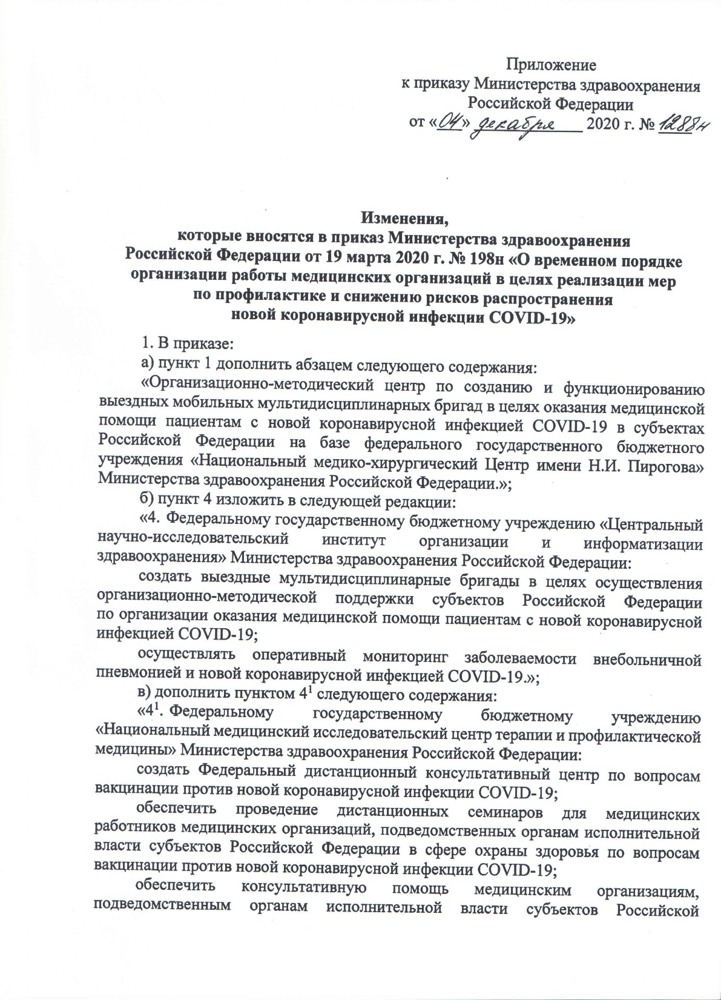 Приложение
к приказу Министерства здравоохранения
Российской Федерации
от «04» декабря 2020 г. № 1288н
Изменения,
которые вносятся в приказ Министерства здравоохранения
Российской Федерации от 19 марта 2020 г. № 198н «О временном порядке
организации работы медицинских организаций в целях реализации мер
по профилактике и снижению рисков распространения
новой коронавирусной инфекции COVID-19»
1. В приказе:
а) пункт 1 дополнить абзацем следующего содержания:
«Организационно-методический центр по созданию и функционированию
выездных мобильных мультидисциплинарных бригад в целях оказания медицинской
помощи пациентам с новой коронавирусной инфекцией COVID-19 в субъектах
Российской Федерации на базе федерального государственного бюджетного
учреждения «Национальный медико-хирургический Центр имени Н.И. Пирогова»
Министерства здравоохранения Российской Федерации.»;
б) пункт 4 изложить в следующей редакции:
«4. Федеральному государственному бюджетному учреждению «Центральный
научно-исследовательский институт организации и информатизации
здравоохранения» Министерства здравоохранения Российской Федерации:
создать выездные мультидисциплинарные бригады в целях осуществления
организационно-методической поддержки субъектов Российской Федерации
по организации оказания медицинской помощи пациентам с новой коронавирусной
инфекцией COVID-19;
осуществлять оперативный мониторинг заболеваемости внебольничной
пневмонией и новой коронавирусной инфекцией COVID-19.»;
в) дополнить пунктом 4¹ следующего содержания:
«4¹. Федеральному государственному бюджетному учреждению
«Национальный медицинский исследовательский центр терапии и профилактической
медицины» Министерства здравоохранения Российской Федерации:
создать Федеральный дистанционный консультативный центр по вопросам
вакцинации против новой коронавирусной инфекции COVID-19;
обеспечить проведение дистанционных семинаров для медицинских
работников медицинских организаций, подведомственных органам исполнительной
власти субъектов Российской Федерации в сфере охраны здоровья по вопросам
вакцинации против новой коронавирусной инфекции COVID-19;
обеспечить консультативную помощь медицинским организациям,
подведомственным органам исполнительной власти субъектов Российской